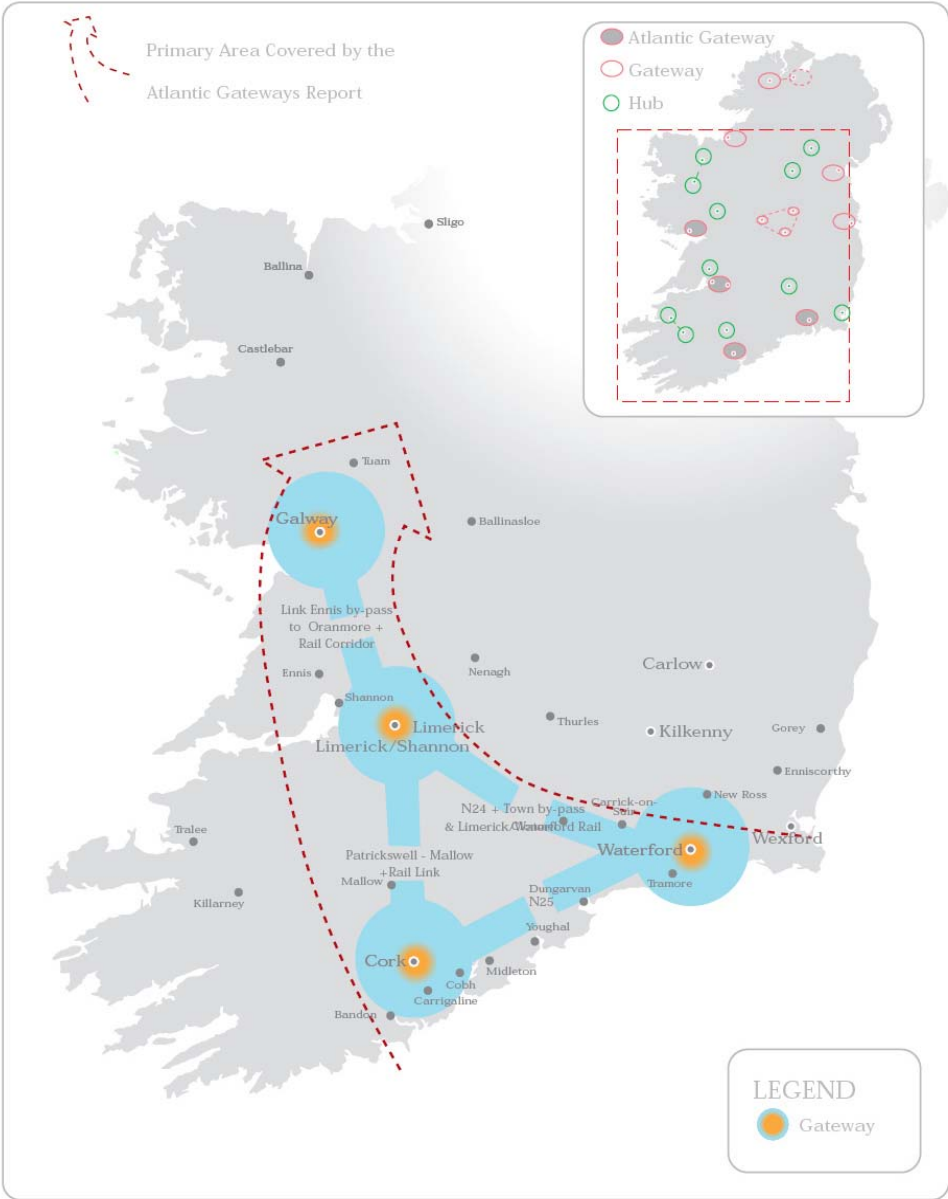 Primary Area Covered by the
Atlantic Gateways Report
Atlantic Gateway
Gateway
Hub
Sligo
Ballina
Castlebar
Tuam
Galway
Ballinasloe
Link Ennis by-pass
to Oranmore +
Rail Corridor
Ennis
Nenagh
Carlow
Shannon
Limerick
Limerick/Shannon
Thurles
Kilkenny
Gorey
Enniscorthy
New Ross
N24 + Town by-pass
& Limerick/Waterford Rail
Carrick-on-
Suir
Tralee
Waterford
Wexford
Patrickswell - Mallow
+Rail Link
Mallow
Killarney
Tramore
Dungarvan
N25
Youghal
Cork
Midleton
Cobh
Carrigaline
Bandon
LEGEND
Gateway